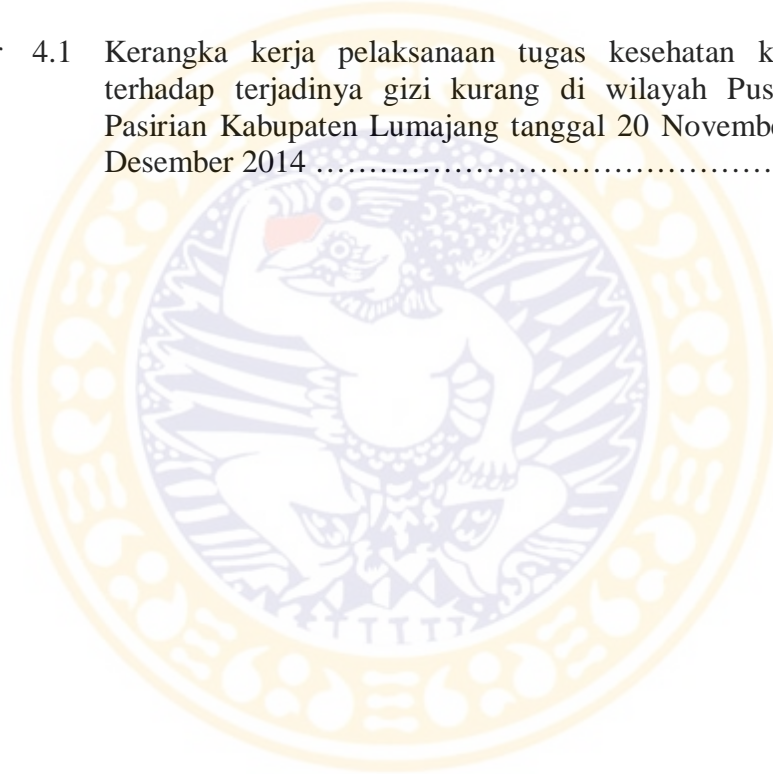 4.1 Kerangka kerja pelaksanaan tugas kesehatan
terhadap terjadinya gizi kurang di wilayah
Pasirian Kabupaten Lumajang tanggal 20
Desember 2014 ………………………………………